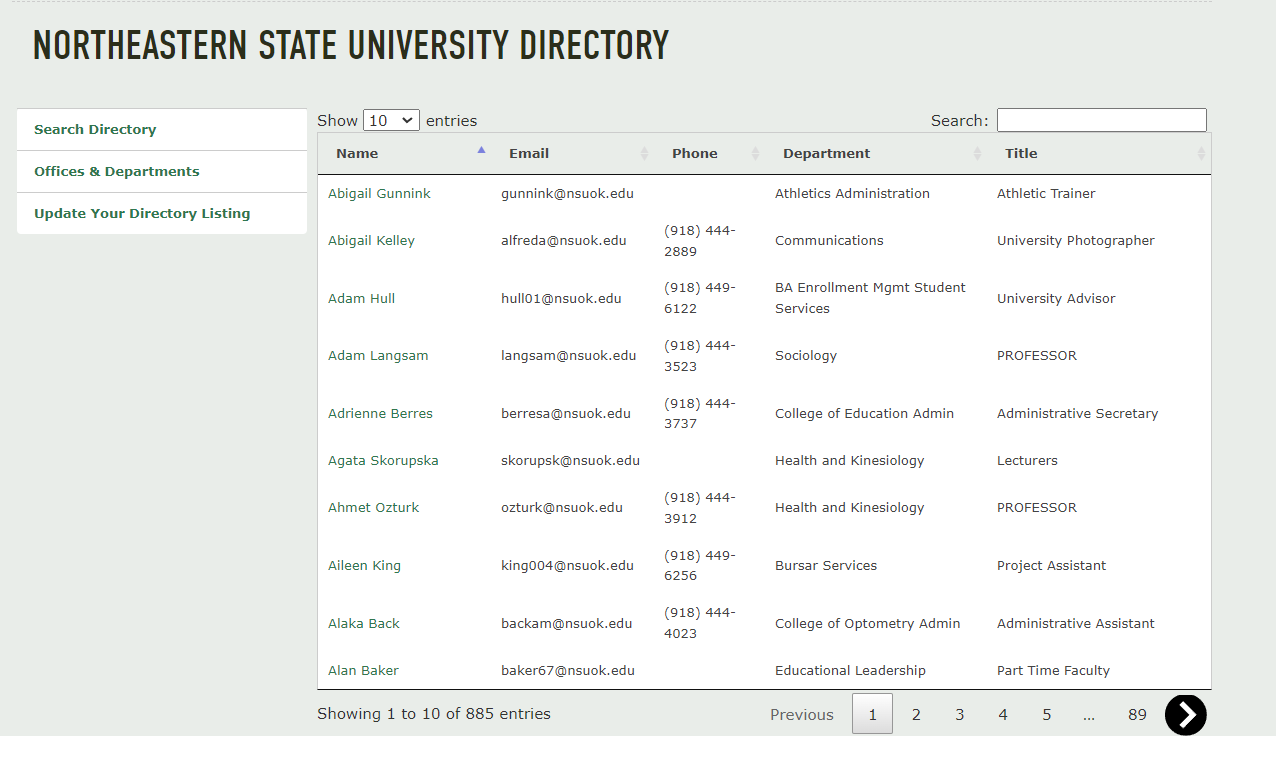 NORTHEASTERN STATE UNIVERSITY DIRECTORY
Search Directory
Offices & Departments
Update Your Directory Listing
Show 10 entries Search:
Name Email Phone Department Title
Abigail Gunnink gunnink@nsuok.edu Athletics Administration Athletic Trainer
Abigail Kelley alfreda@nsuok.edu (918) 444-2889 Communications University Photographer
Adam Hull hull01@nsuok.edu (918) 449-6122 BA Enrollment Mgmt Student Services University Advisor
Adam Langsam langsam@nsuok.edu (918) 444-3523 Sociology PROFESSOR
Adrienne Berres berresa@nsuok.edu (918) 444-3737 College of Education Admin Administrative Secretary
Agata Skorupska skorupsk@nsuok.edu Health and Kinesiology Lecturers
Ahmet Ozturk ozturk@nsuok.edu (918) 444-3912 Health and Kinesiology PROFESSOR
Aileen King king004@nsuok.edu (918) 449-6256 Bursar Services Project Assistant
Alaka Back backam@nsuok.edu (918) 444-4023 College of Optometry Admin Administrative Assistant
Alan Baker baker67@nsuok.edu Educational Leadership Part Time Faculty
Showing 1 to 10 of 885 entries Previous 1 2 3 4 5 … 89